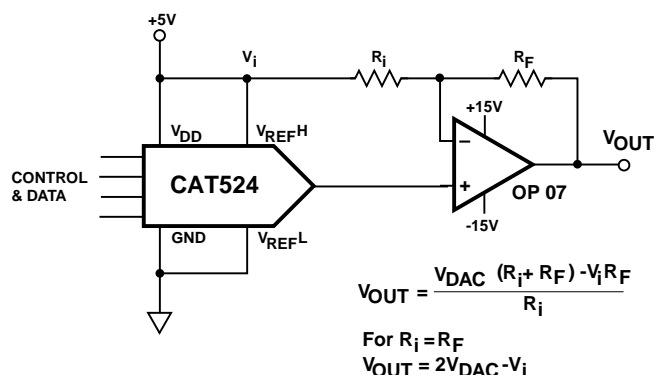 +5V
Vi
Ri
RF
+15V
VDD
VREFH
VOUT
–
CONTROL
& DATA
CAT524
+
OP 07
GND
VREFL
-15V
VOUT = VDAC (Ri+ RF) -ViRF
Ri
For Ri = RF
VOUT = 2VDAC -Vi